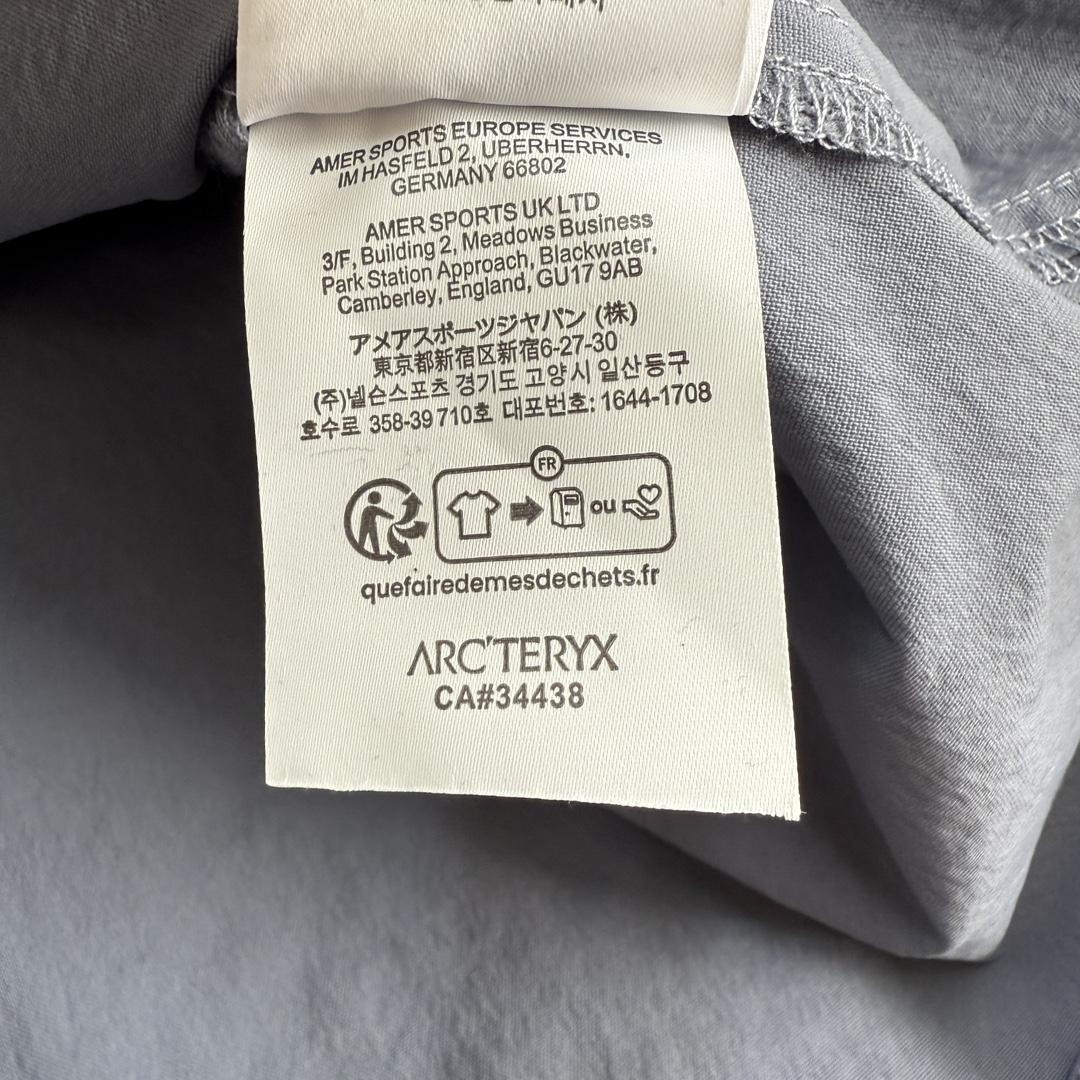 AMER SPORTS EUROPE SERVICES
IM HASFELD 2, UBERHERRN,
GERMANY 66802
AMER SPORTS UK LTD
3/F, Building 2, Meadows Business
Park Station Approach, Blackwater,
Camberley, England, GU17 9AB
アメアスポーツジャパン (株)
東京都新宿区新宿6-27-30
(주)넬슨스포츠 경기도 고양시 일산동구
호수로 358-39 710호 대포번호: 1644-1708
FR
ou
quefairedemesdechets.fr
ARC'TERYX
CA#34438